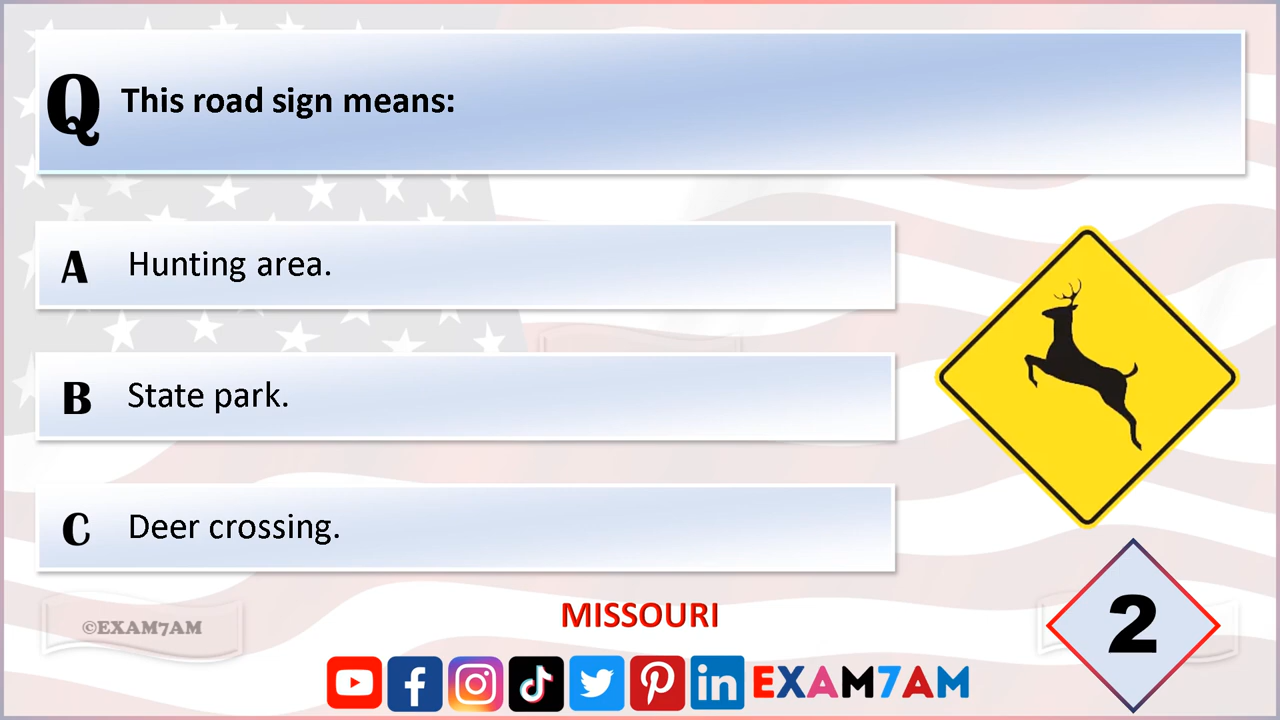 Q This road sign means:
A Hunting area.
B State park.
C Deer crossing.
MISSOURI
©EXAM7AM
2
EXAM7AM